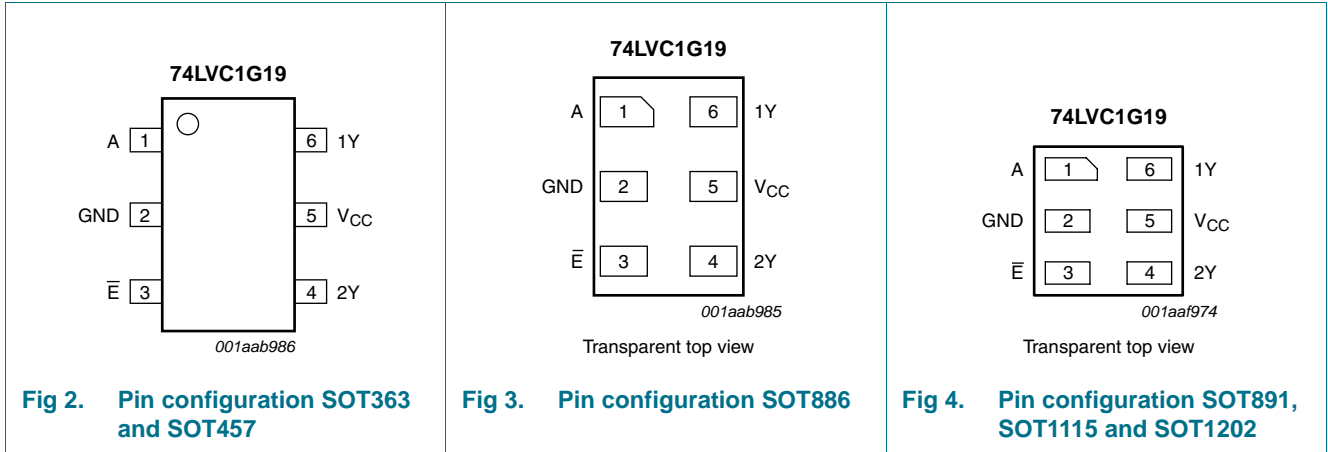 74LVC1G19
A 1 6 1Y
GND 2 5 VCC
E̅ 3 4 2Y
001aab986
Fig 2. Pin configuration SOT363
and SOT457
74LVC1G19
A 1 6 1Y
GND 2 5 VCC
E̅ 3 4 2Y
001aab985
Transparent top view
Fig 3. Pin configuration SOT886
74LVC1G19
A 1 6 1Y
GND 2 5 VCC
E̅ 3 4 2Y
001aaf974
Transparent top view
Fig 4. Pin configuration SOT891,
SOT1115 and SOT1202